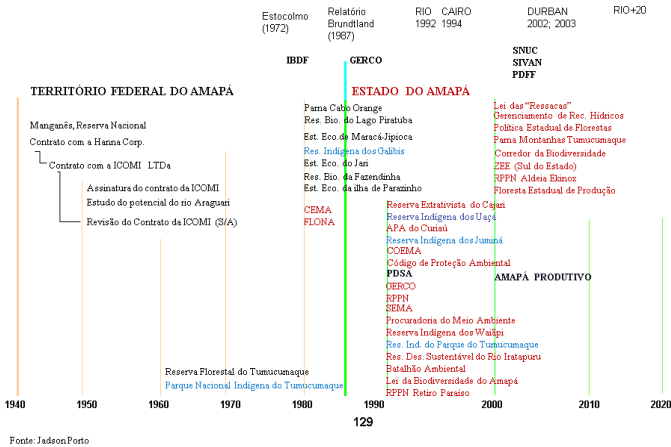 Estocolmo
(1972)
Relatório
Brundtland
(1987)
RIO
1992
CAIRO
1994
DURBAN
2002; 2003
RIO+20
IBDF
GERCO
SNUC
SIVAN
PDFF
TERRITÓRIO FEDERAL DO AMAPÁ
ESTADO DO AMAPÁ
Manganês, Reserva Nacional
Contrato com a Hanna Corp.
Contrato com a ICOMI LTDa
Assinatura do contrato da ICOMI
Estudo do potencial do rio Araguari
Revisão do Contrato da ICOMI (S/A)
Reserva Florestal do Tumucumaque
Parque Nacional Indígena do Tumucumaque
Parna Cabo Orange
Res. Bio. do Lago Piratuba
Est. Eco. de Maracá-Jipioca
Res. Indígena dos Galibis
Est. Eco. do Jari
Res. Bio. da Fazendinha
Est. Eco. da ilha de Parazinho
CEMA
FLONA
Reserva Extrativista do Cajari
Reserva Indígena dos Uaçá
APA do Curiaú
Reserva Indígena dos Juminá
COEMA
Código de Proteção Ambiental
PDSA
GERCO
RPPN
SEMA
Procuradoria do Meio Ambiente
Reserva Indígena dos Waiãpi
Res. Ind. do Parque do Tumucumaque
Res. Des. Sustentável do Rio Iratapuru
Batalhão Ambiental
Lei da Biodiversidade do Amapá
RPPN Retiro Paraíso
Lei das “Ressacas”
Gerenciamento de Rec. Hídricos
Política Estadual de Florestas
Parna Montanhas Tumucumaque
Corredor da Biodiversidade
ZEE (Sul do Estado)
RPPN Aldeia Ekinox
Floresta Estadual de Produção
AMAPÁ PRODUTIVO
1940
1950
1960
1970
1980
1990
2000
2010
2020
129
Fonte: Jadson Porto